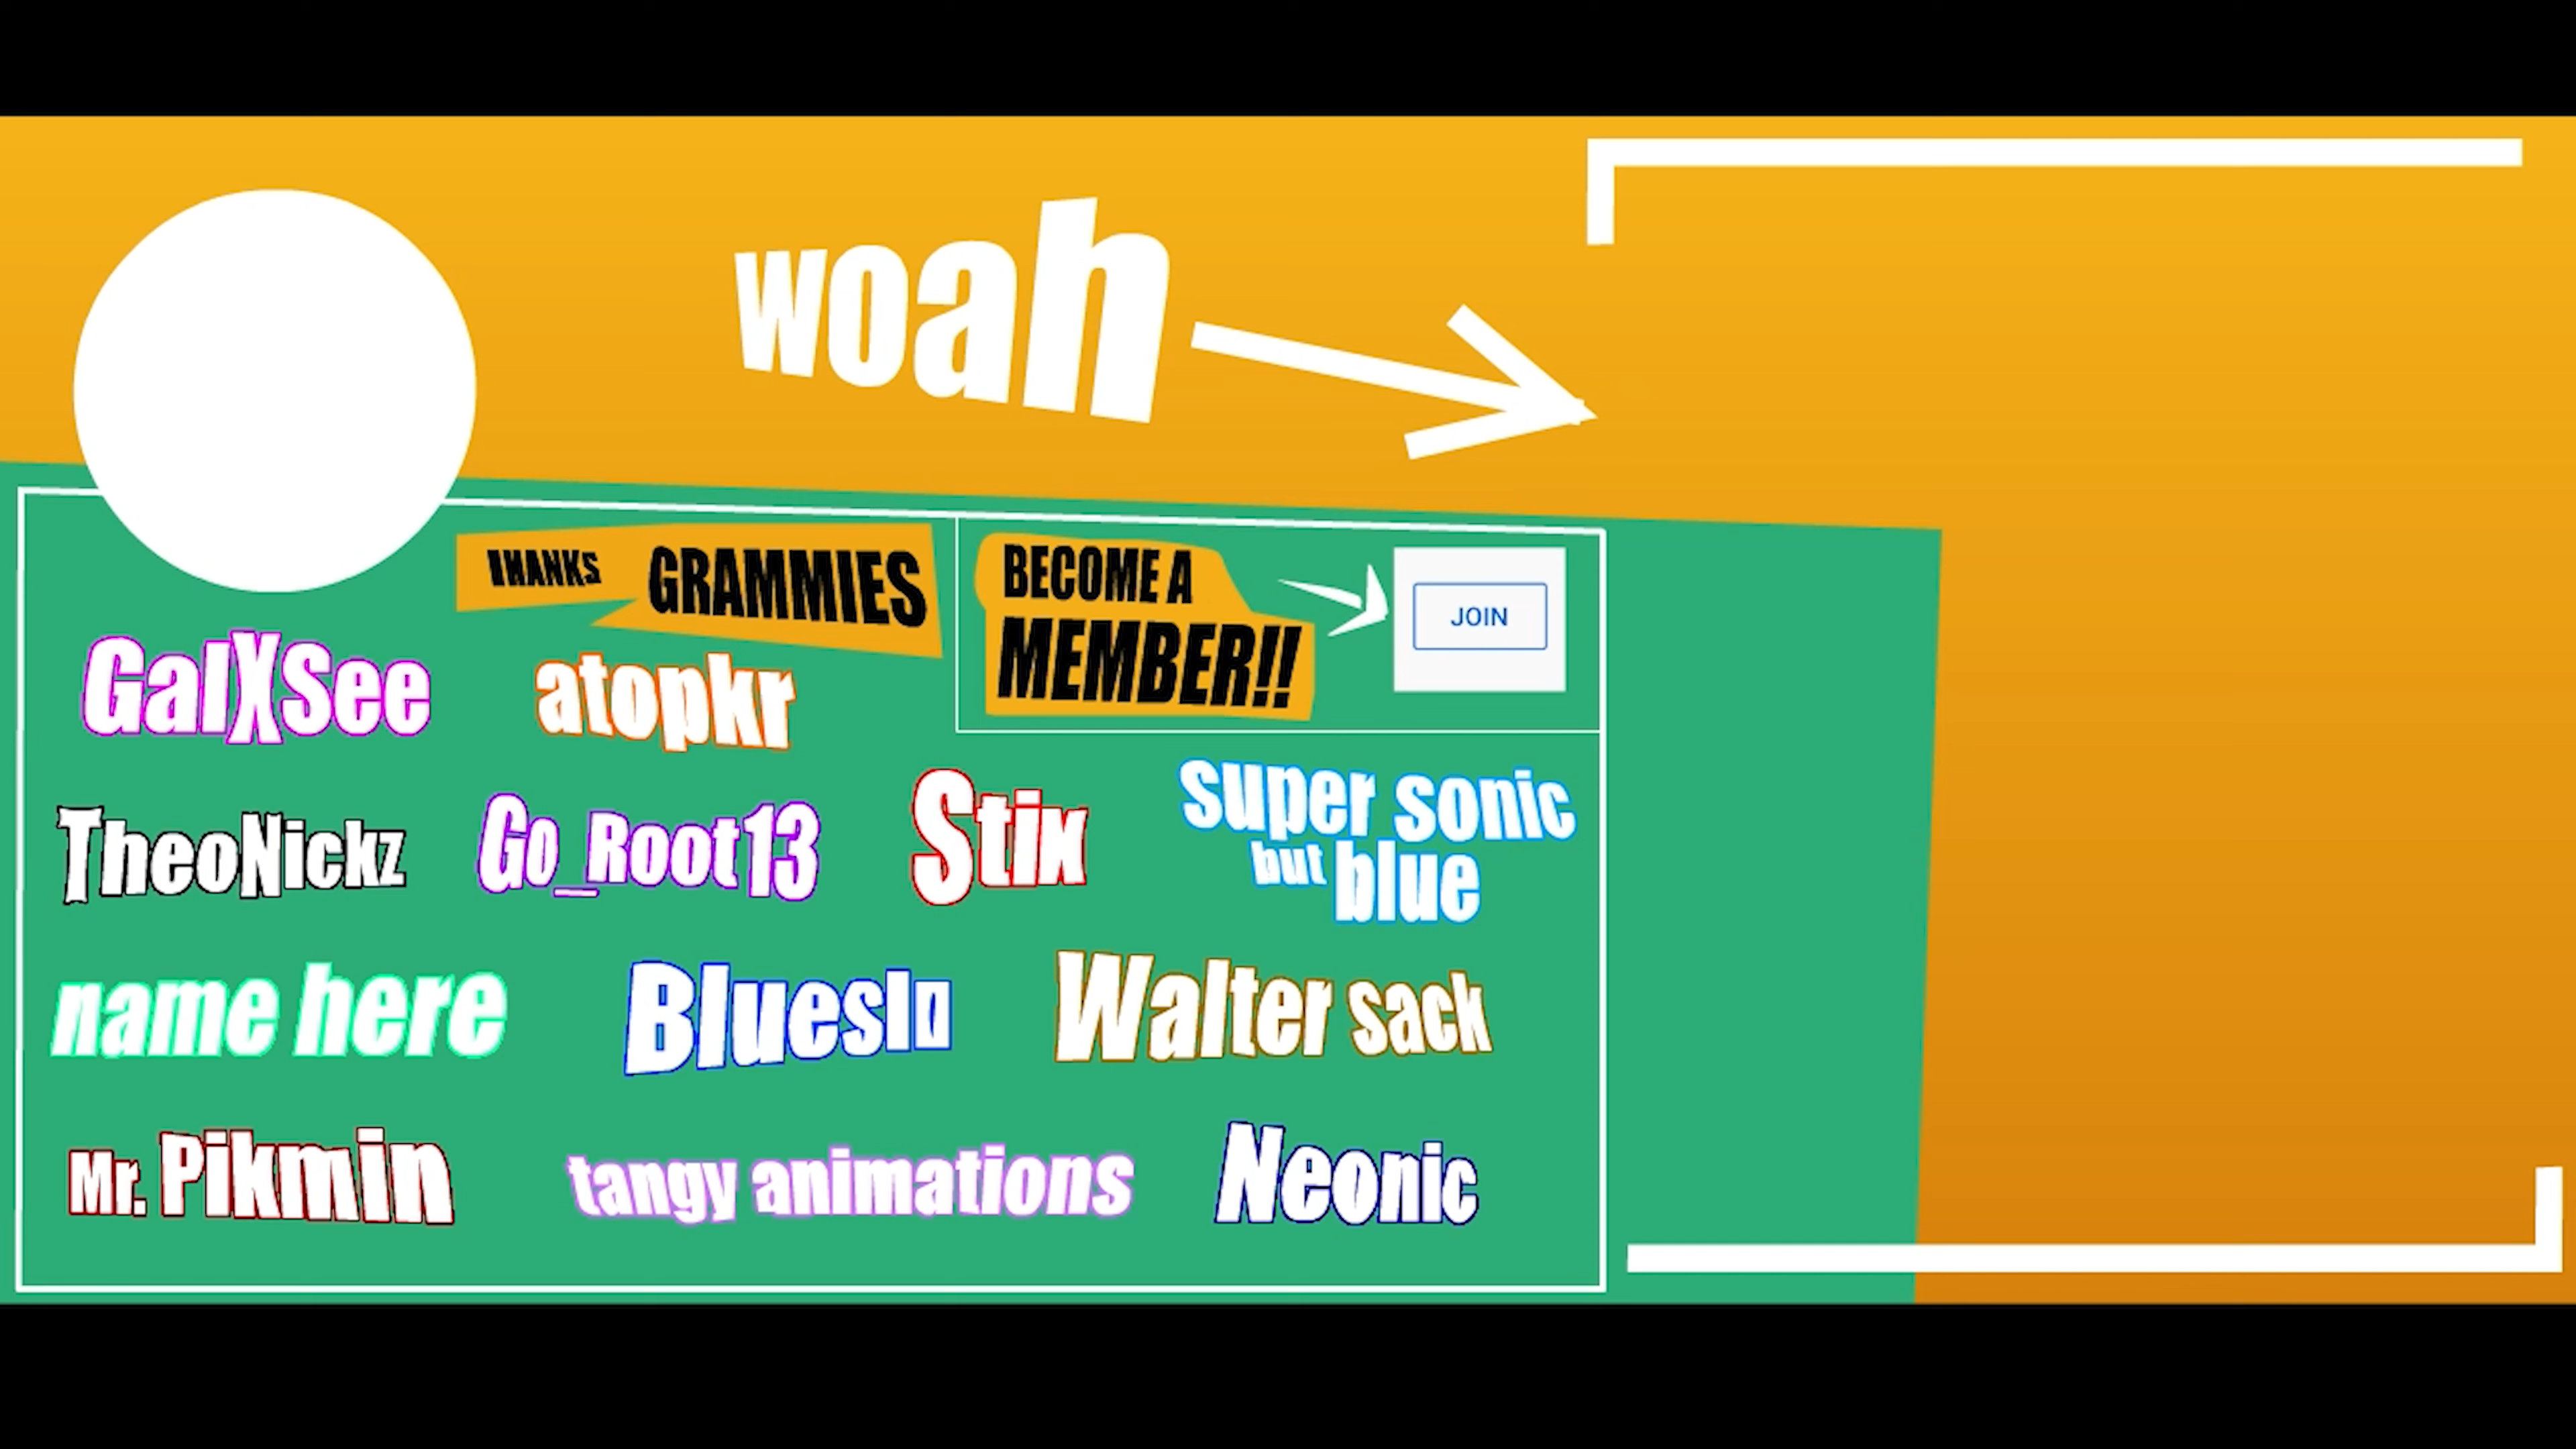 woah
THANKS GRAMMIES
BECOME A
MEMBER!!
JOIN
GalXSee atopkr
TheoNickz Go_Root13 Stix super sonic
but blue
name here Walter sack
Mr. Pikmin tangy animations Neonic